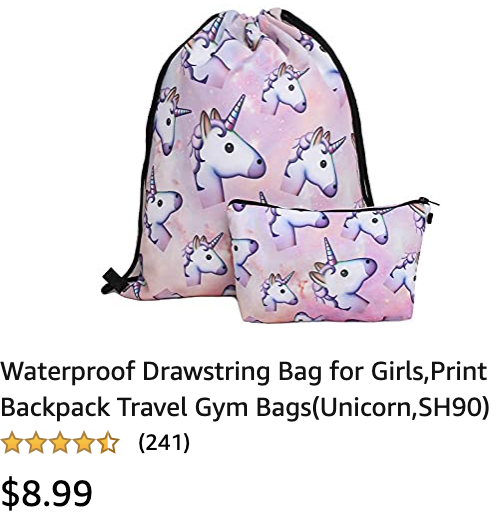 Waterproof Drawstring Bag for Girls,Print
Backpack Travel Gym Bags(Unicorn,SH90)
(241)
$8.99